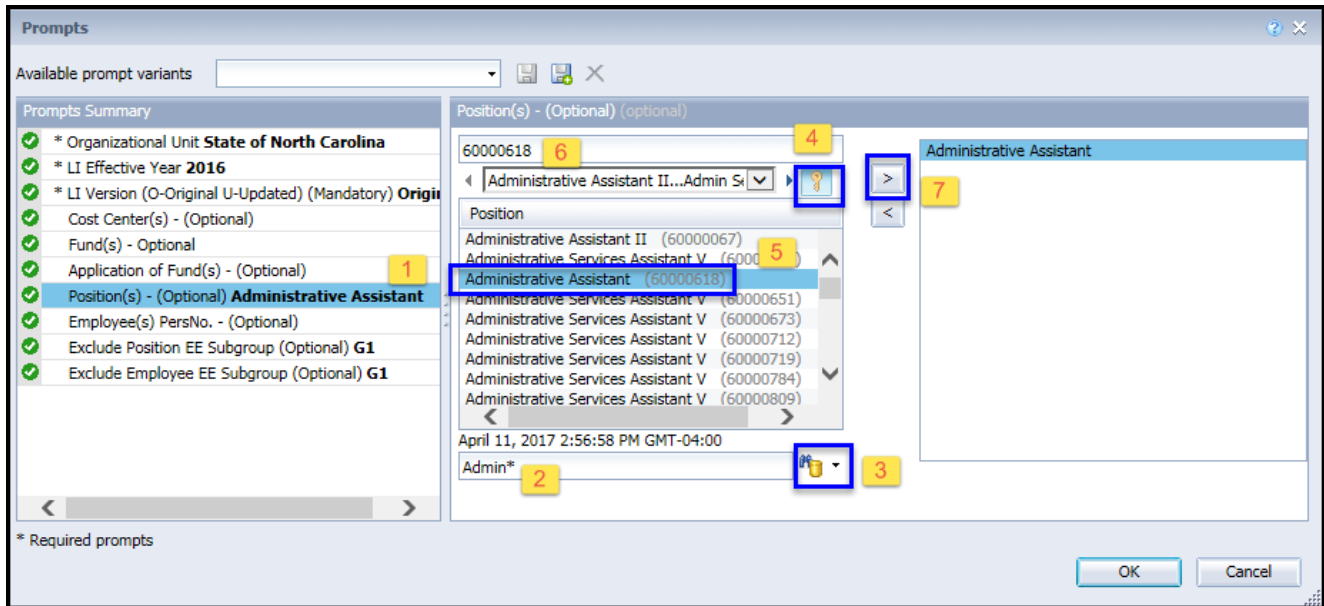 Prompts
Available prompt variants
Prompts Summary
* Organizational Unit State of North Carolina
* LI Effective Year 2016
* LI Version (O-Original U-Updated) (Mandatory) Origin
Cost Center(s) - (Optional)
Fund(s) - Optional
Application of Fund(s) - (Optional)
1
Position(s) - (Optional) Administrative Assistant
Employee(s) PersNo. - (Optional)
Exclude Position EE Subgroup (Optional) G1
Exclude Employee EE Subgroup (Optional) G1
Position(s) - (Optional) (optional)
60000618
6
4
Administrative Assistant II...Admin Se
Position
Administrative Assistant II (60000067)
Administrative Services Assistant V (6000
5
Administrative Assistant (60000618)
Administrative Services Assistant V (60000651)
Administrative Services Assistant V (60000673)
Administrative Services Assistant V (60000712)
Administrative Services Assistant V (60000719)
Administrative Services Assistant V (60000784)
Administrative Services Assistant V (60000809)
April 11, 2017 2:56:58 PM GMT-04:00
Admin*
2
3
>
7
<
Administrative Assistant
* Required prompts
OK
Cancel